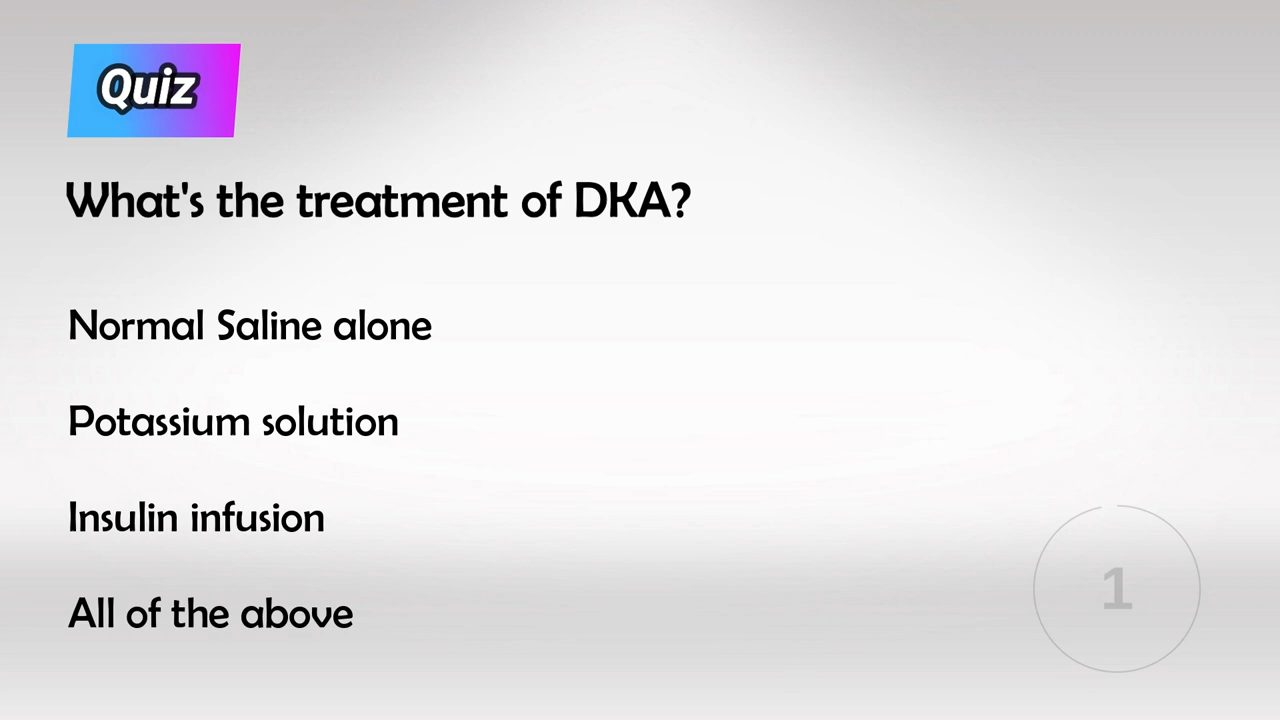 Quiz
What's the treatment of DKA?
Normal Saline alone
Potassium solution
Insulin infusion
All of the above
1